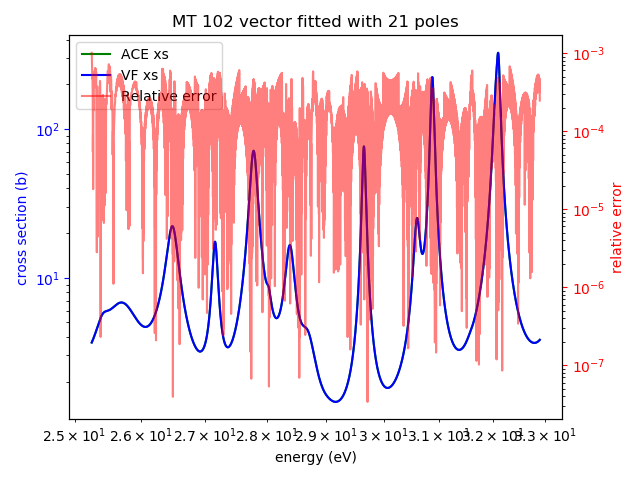 MT 102 vector fitted with 21 poles
ACE xs
VF xs
Relative error
10²
10¹
cross section (b)
10⁻³
10⁻⁴
10⁻⁵
10⁻⁶
10⁻⁷
relative error
2.5 × 10¹ 2.6 × 10¹ 2.7 × 10¹ 2.8 × 10¹ 2.9 × 10¹ 3 × 10¹ 3.1 × 10¹ 3.2 × 10¹ 3.3 × 10¹
energy (eV)